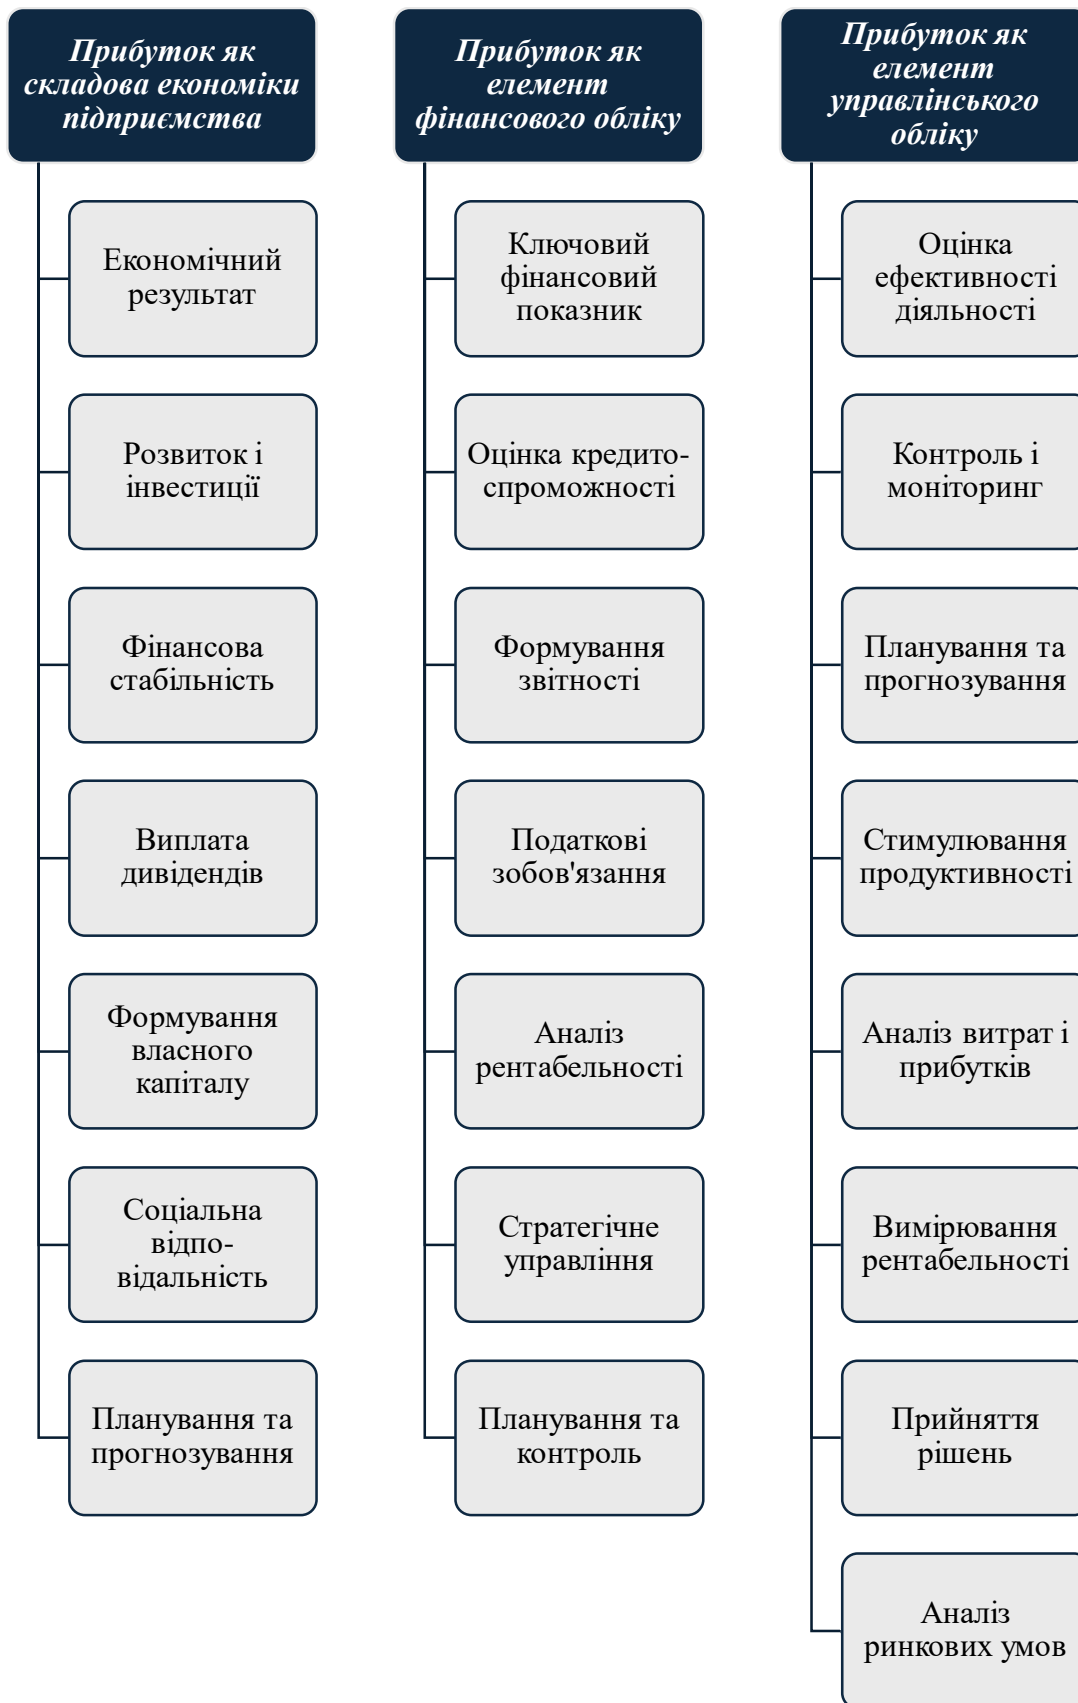 Прибуток як
складова економіки
підприємства
Економічний
результат
Розвиток і
інвестиції
Фінансова
стабільність
Виплата
дивідендів
Формування
власного
капіталу
Соціальна
відпо-
відальність
Планування та
прогнозування
Прибуток як
елемент
фінансового обліку
Ключовий
фінансовий
показник
Оцінка кредито-
спроможності
Формування
звітності
Податкові
зобов'язання
Аналіз
рентабельності
Стратегічне
управління
Планування та
контроль
Прибуток як
елемент
управлінського
обліку
Оцінка
ефективності
діяльності
Контроль і
моніторинг
Планування та
прогнозування
Стимулювання
продуктивності
Аналіз витрат і
прибутків
Вимірювання
рентабельності
Прийняття
рішень
Аналіз
ринкових умов